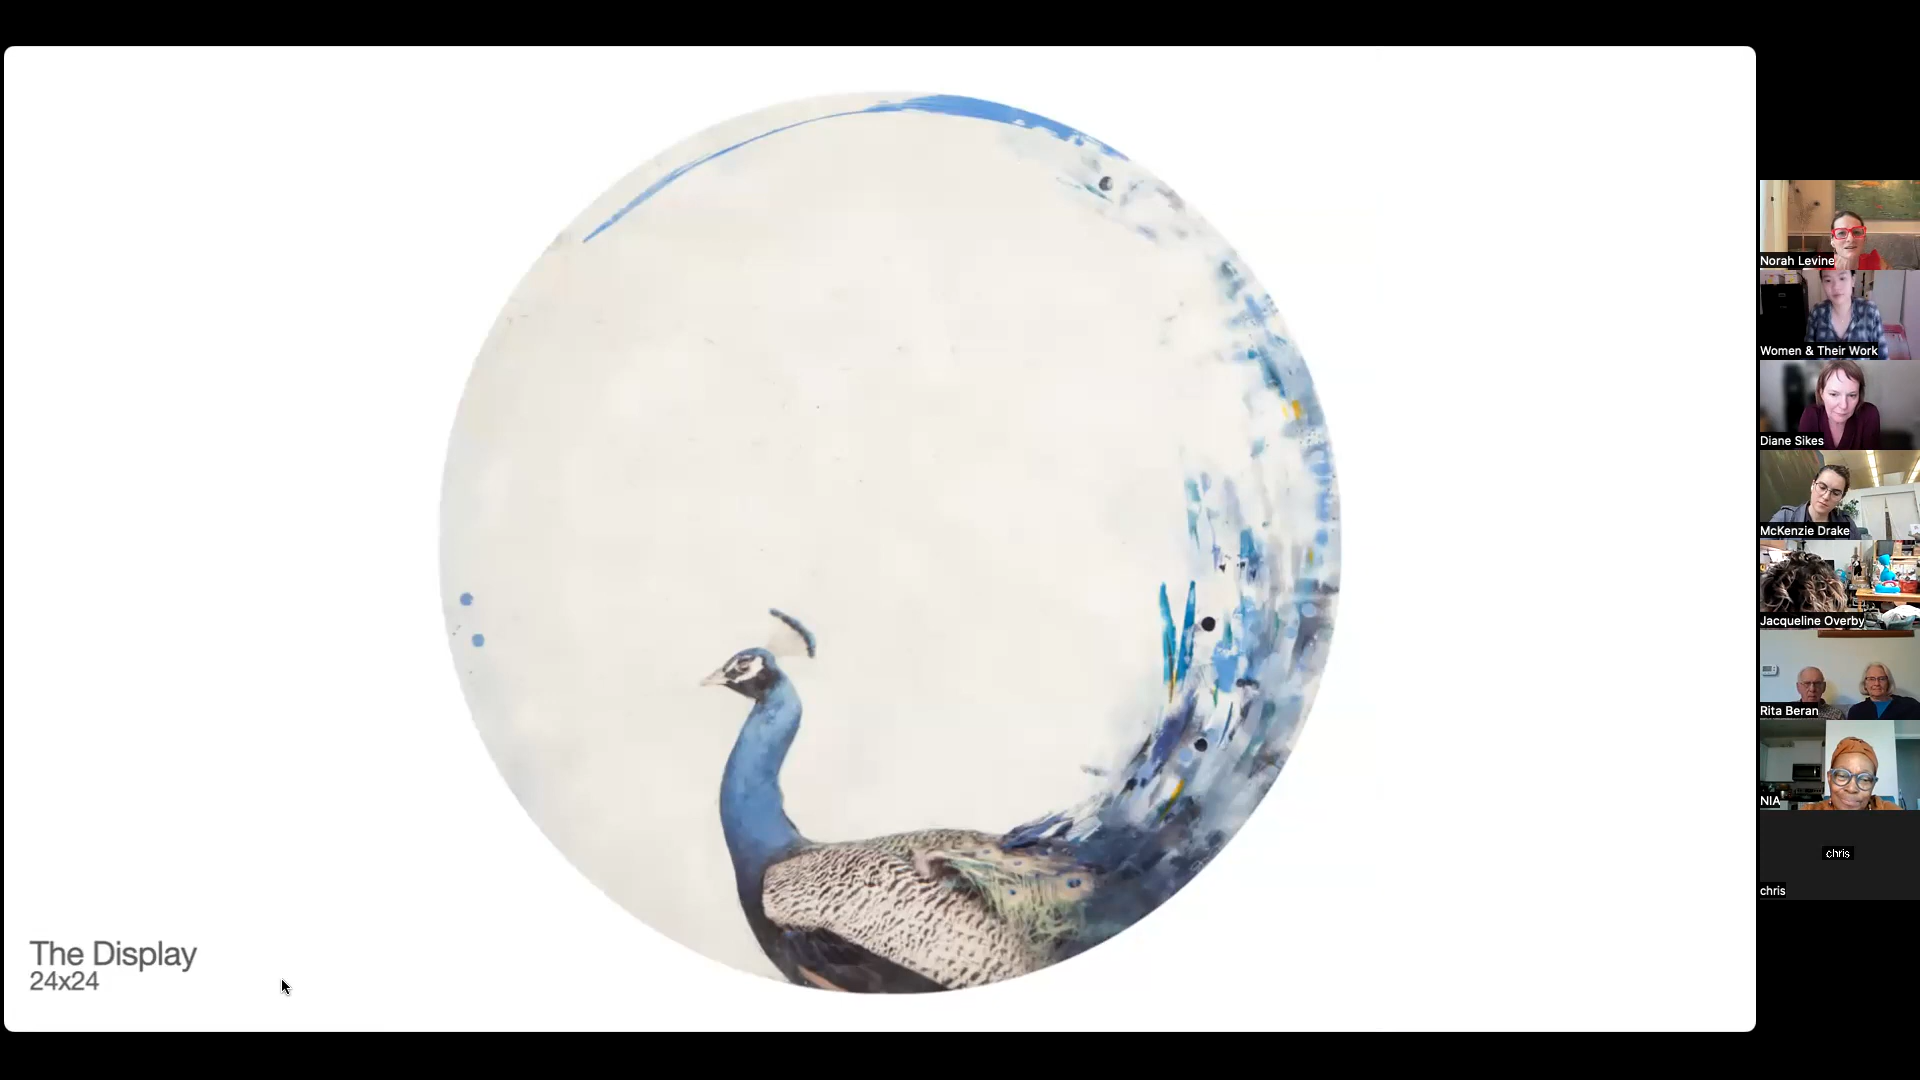 The Display
24x24
Norah Levine
Women & Their Work
Diane Sikes
McKenzie Drake
Jacqueline Overby
Rita Beran
NIA
chris
chris